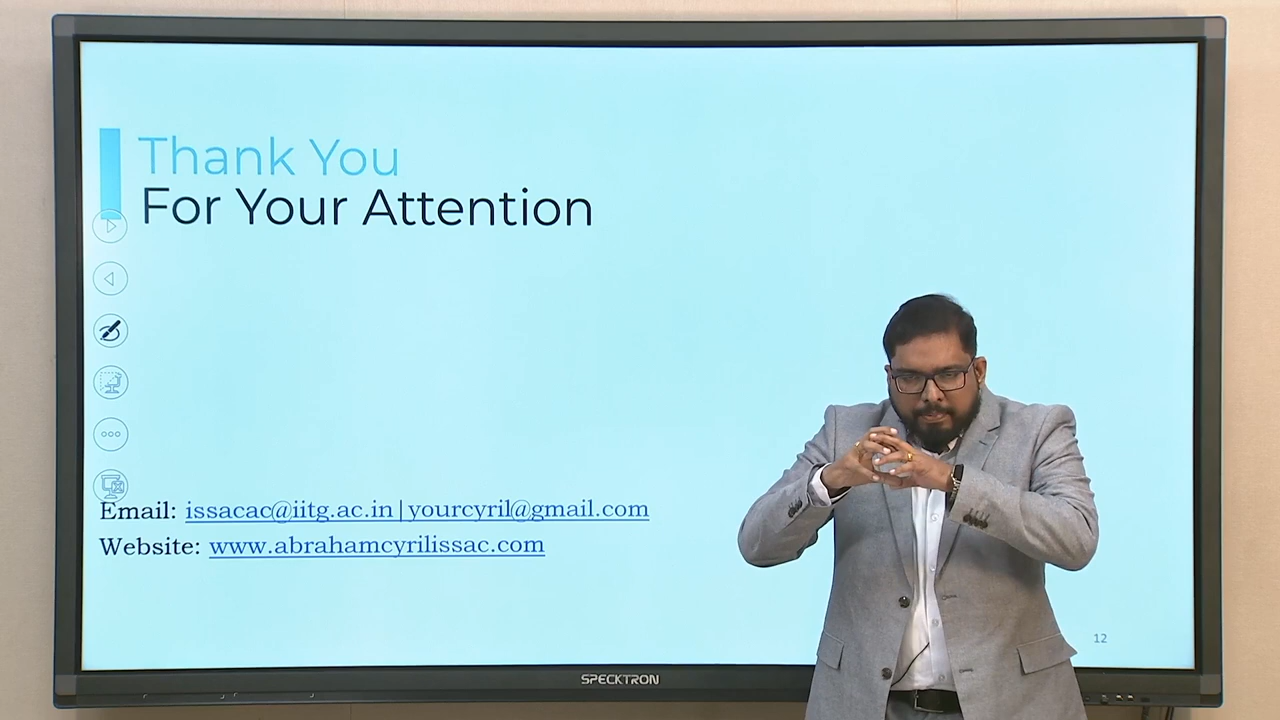 Thank You
For Your Attention
Email: issacac@iitg.ac.in|yourcyril@gmail.com
Website: www.abrahamcyrilissac.com
12
SPECKTRON